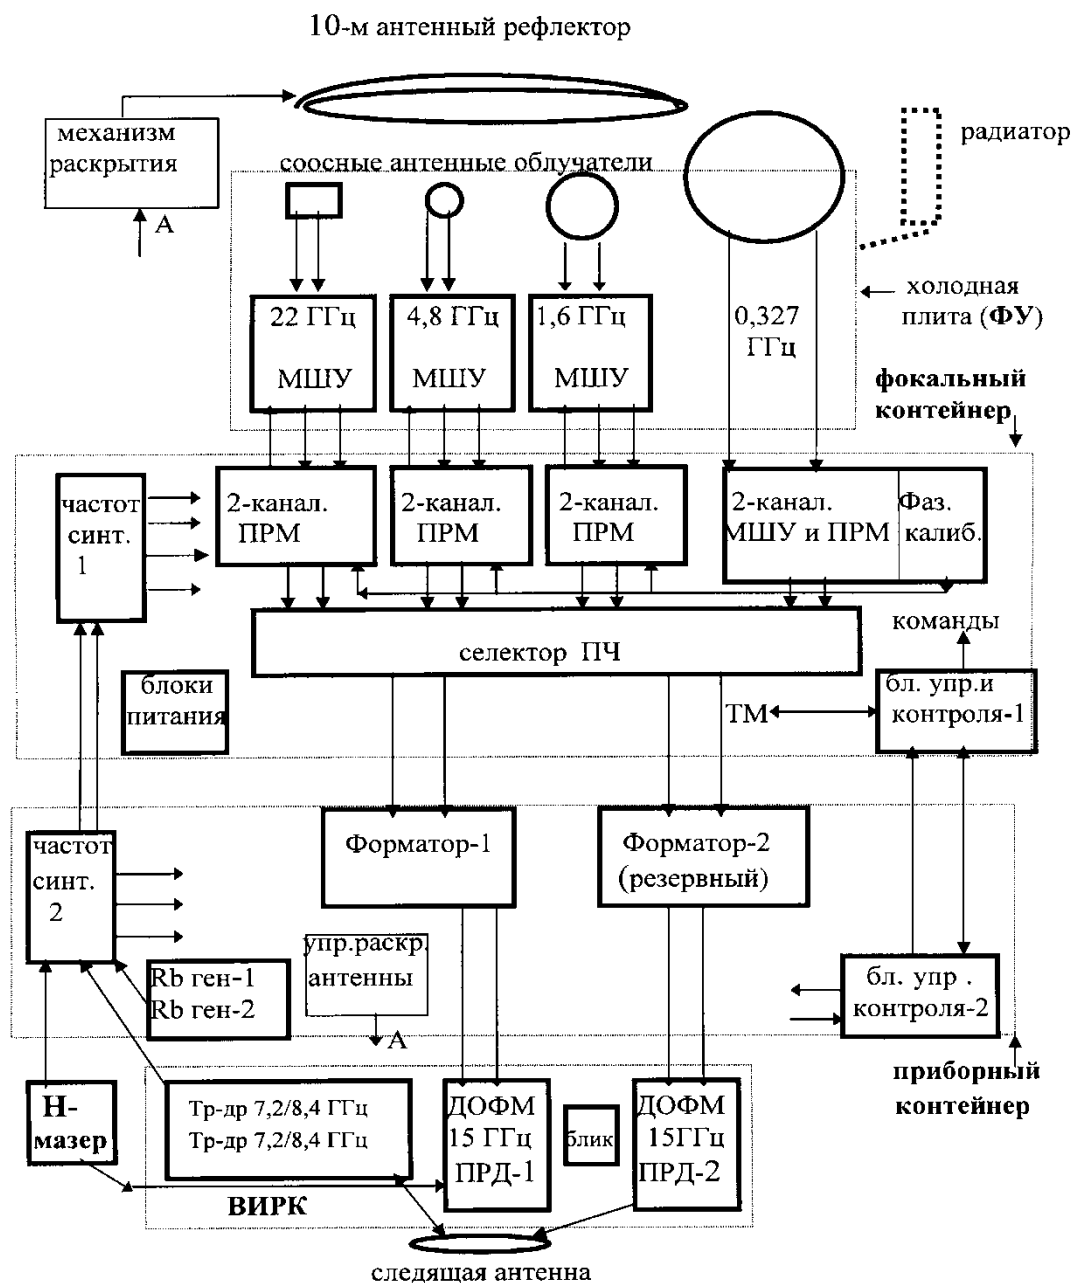 10-м антенный рефлектор
механизм
раскрытия
А
соосные антенные облучатели
радиатор
22 ГГц
МШУ
4,8 ГГц
МШУ
1,6 ГГц
МШУ
0,327
ГГц
холодная
плита (ФУ)
фокальный
контейнер
частот
синт.
1
2-канал.
ПРМ
2-канал.
ПРМ
2-канал.
ПРМ
2-канал.
МШУ и ПРМ
Фаз.
калиб.
селектор ПЧ
команды
блоки
питания
ТМ
бл. упр.и
контроля-1
частот
синт.
2
Форматор-1
Форматор-2
(резервный)
Rb ген-1
Rb ген-2
упр.раскр.
антенны
А
бл. упр .
контроля-2
приборный
контейнер
Н-
мазер
Тр-др 7,2/8,4 ГГц
Тр-др 7,2/8,4 ГГц
ДОФМ
15 ГГц
ПРД-1
блик
ДОФМ
15ГГц
ПРД-2
ВИРК
следящая антенна